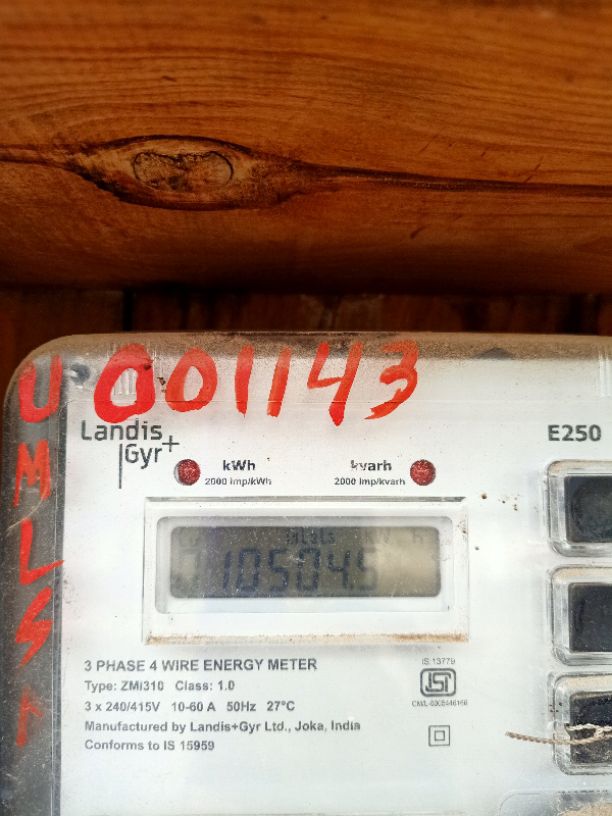 001143
UMLS
Landis
Gyr+
E250
kWh
2000 imp/kWh
kvarh
2000 imp/kvarh
kW h
105045
3 PHASE 4 WIRE ENERGY METER
Type: ZMi310 Class: 1.0
3 x 240/415V 10-60 A 50Hz 27°C
Manufactured by Landis+Gyr Ltd., Joka, India
Conforms to IS 15959
IS 13779
ISI